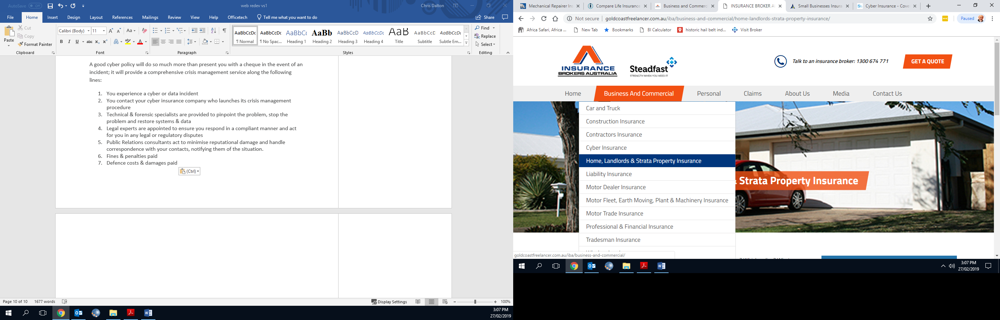 AutoSave Off
web redev vs1
Chris Dalton
File Home Insert Design Layout References Mailings Review View Help Officetech Tell me what you want to do Share
Paste
Cut
Copy
Format Painter
Clipboard
Calibri (Body) 11
Font
Paragraph
AaBbCcDc AaBbCcDc AaBbCc AaBb AaBbCcD AaBbCcDc AaB AaBbCcD AaBbCcDc
¶ Normal ¶ No Spac... Heading 1 Heading 2 Heading 3 Heading 4 Title Subtitle Subtle Em...
Styles
Find
Replace
Select
Editing
A good cyber policy will do so much more than present you with a cheque in the event of an
incident; it will provide a comprehensive crisis management service along the following
lines:
1. You experience a cyber or data incident
2. You contact your cyber insurance company who launches its crisis management
procedure
3. Technical & forensic specialists are provided to pinpoint the problem, stop the
problem and restore systems & data
4. Legal experts are appointed to ensure you respond in a compliant manner and act
for you in any legal or regulatory disputes
5. Public Relations consultants act to minimise reputational damage and handle
correspondence with your contacts, notifying them of the situation.
6. Fines & penalties paid
7. Defence costs & damages paid
(Ctrl)
Page 10 of 10 1677 words
Display Settings
100%
3:07 PM
27/02/2019
Mechanical Repairer Ins
Compare Life Insurance
Business and Commerc
INSURANCE BROKER A
Small Businesses Insura
Cyber Insurance - Cove
Not secure | goldcoastfreelancer.com.au/iba/business-and-commercial/home-landlords-strata-property-insurance/
Paused
Africa Safari, Africa ... New Tab Bookmarks BI Calculator historic hail belt ind... Visit Broker
INSURANCE
BROKERS AUSTRALIA
Steadfast
STRENGTH WHEN YOU NEED IT
Talk to an insurance broker: 1300 674 771
GET A QUOTE
Home Business And Commercial Personal Claims About Us Media Contact Us
Car and Truck
Construction Insurance
Contractors Insurance
Cyber Insurance
Home, Landlords & Strata Property Insurance
Liability Insurance
Motor Dealer Insurance
Motor Fleet, Earth Moving, Plant & Machinery Insurance
Motor Trade Insurance
Professional & Financial Insurance
Tradesman Insurance
& Strata Property Insurance
goldcoastfreelancer.com.au/iba/business-and-commercial/
3:07 PM
27/02/2019